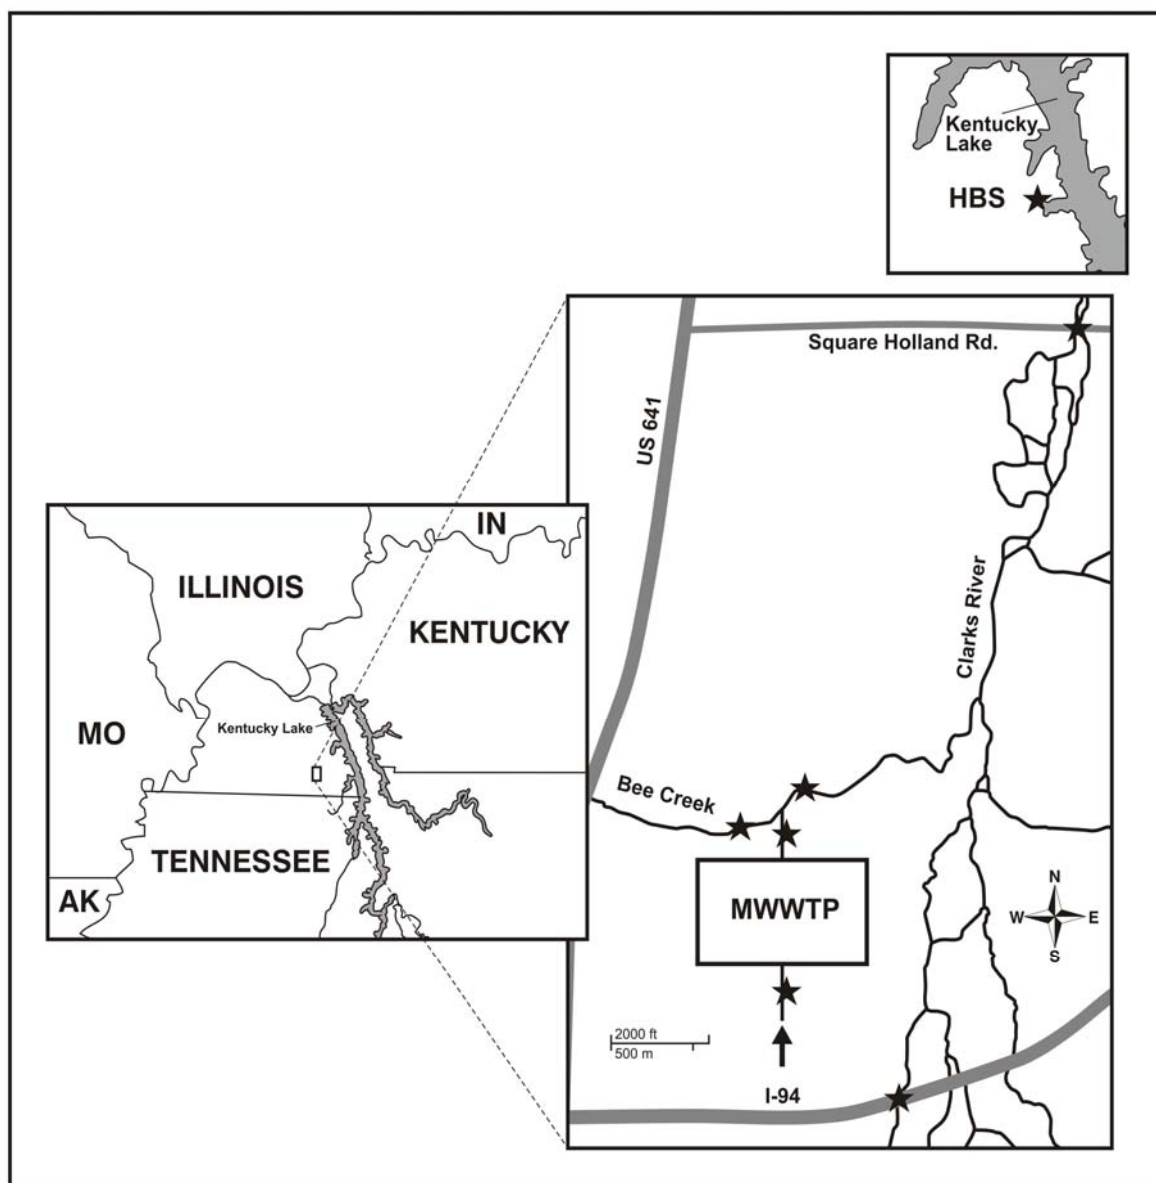 Kentucky
Lake
HBS
Square Holland Rd.
US 641
IN
ILLINOIS
KENTUCKY
Clarks River
MO
Kentucky Lake
Bee Creek
TENNESSEE
AK
MWWTP
N
W
E
S
2000 ft
500 m
I-94